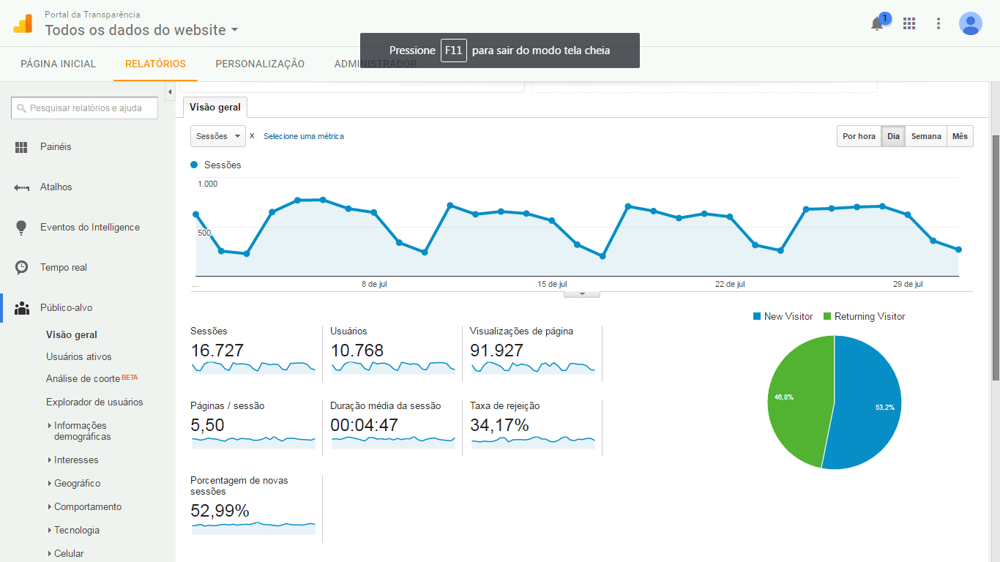 Portal da Transparência
Todos os dados do website
1
Pressione F11 para sair do modo tela cheia
PÁGINA INICIAL
RELATÓRIOS
PERSONALIZAÇÃO
ADMINISTRADOR
Pesquisar relatórios e ajuda
Painéis
Atalhos
Eventos do Intelligence
Tempo real
Público-alvo
Visão geral
Usuários ativos
Análise de coorte BETA
Explorador de usuários
Informações
demográficas
Interesses
Geográfico
Comportamento
Tecnologia
Celular
Visão geral
Sessões x Selecione uma métrica
Por hora Dia Semana Mês
Sessões
1.000
500
... 8 de jul 15 de jul 22 de jul 29 de jul
New Visitor Returning Visitor
46,8%
53,2%
Sessões
16.727
Usuários
10.768
Visualizações de página
91.927
Páginas / sessão
5,50
Duração média da sessão
00:04:47
Taxa de rejeição
34,17%
Porcentagem de novas
sessões
52,99%